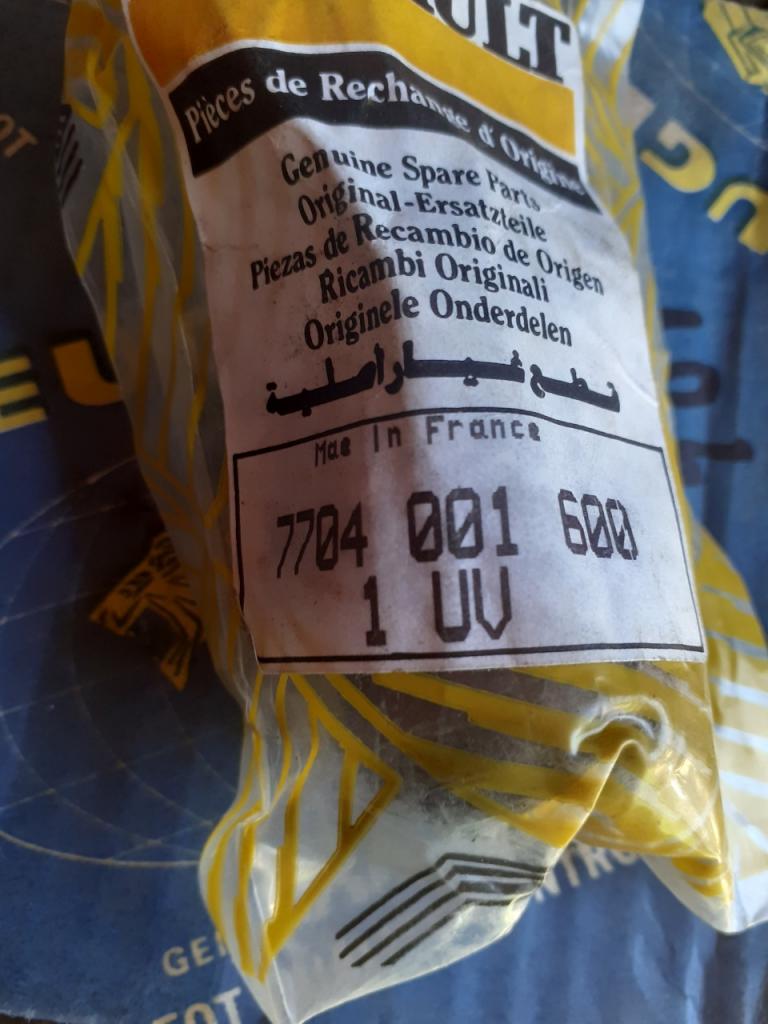 ULT
Pièces de Rechange d'Origine
Genuine Spare Parts
Original-Ersatzteile
Piezas de Recambio de Origen
Ricambi Originali
Originele Onderdelen
قطع غيار اصلية
Mae In France
7704 001 600
1 UV